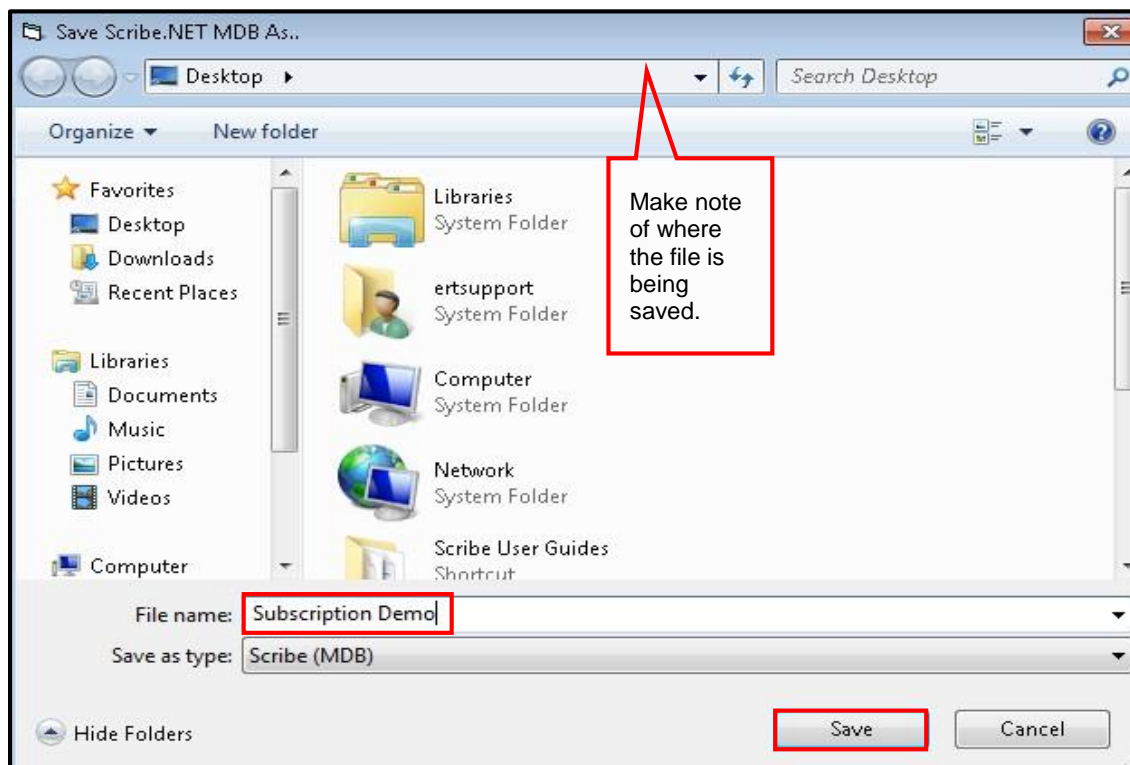 Save Scribe.NET MDB As..
Desktop
Search Desktop
Organize
New folder
Favorites
Desktop
Downloads
Recent Places
Libraries
Documents
Music
Pictures
Videos
Computer
Libraries
System Folder
ertsupport
System Folder
Computer
System Folder
Network
System Folder
Scribe User Guides
Shortcut
Make note
of where
the file is
being
saved.
File name: Subscription Demo
Save as type: Scribe (MDB)
Hide Folders
Save
Cancel